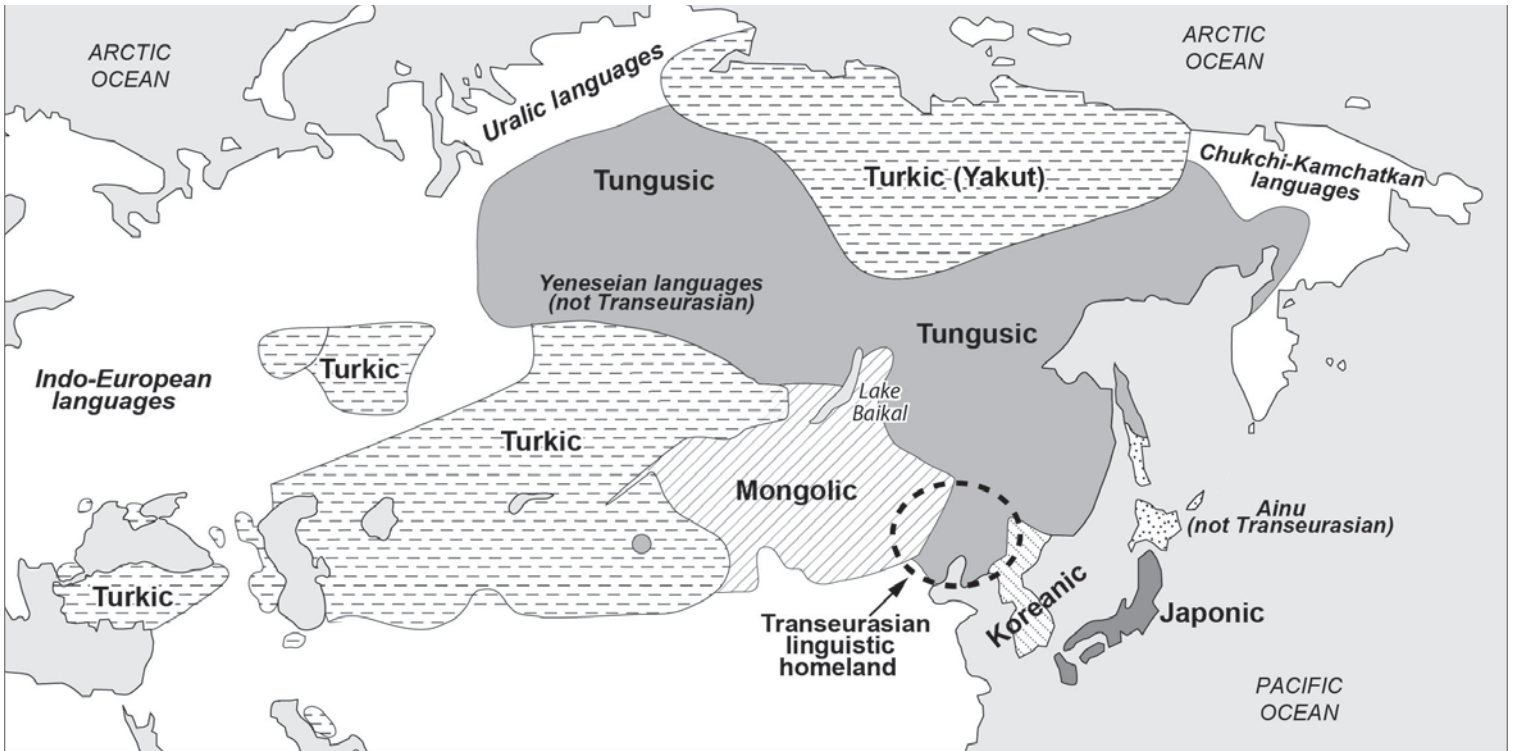 ARCTIC
OCEAN
ARCTIC
OCEAN
Uralic languages
Tungusic
Turkic (Yakut)
Chukchi-Kamchatkan
languages
Yeneseian languages
(not Transeurasian)
Tungusic
Indo-European
languages
Turkic
Lake
Baikal
Turkic
Mongolic
Ainu
(not Transeurasian)
Turkic
Transeurasian
linguistic
homeland
Koreanic
Japonic
PACIFIC
OCEAN